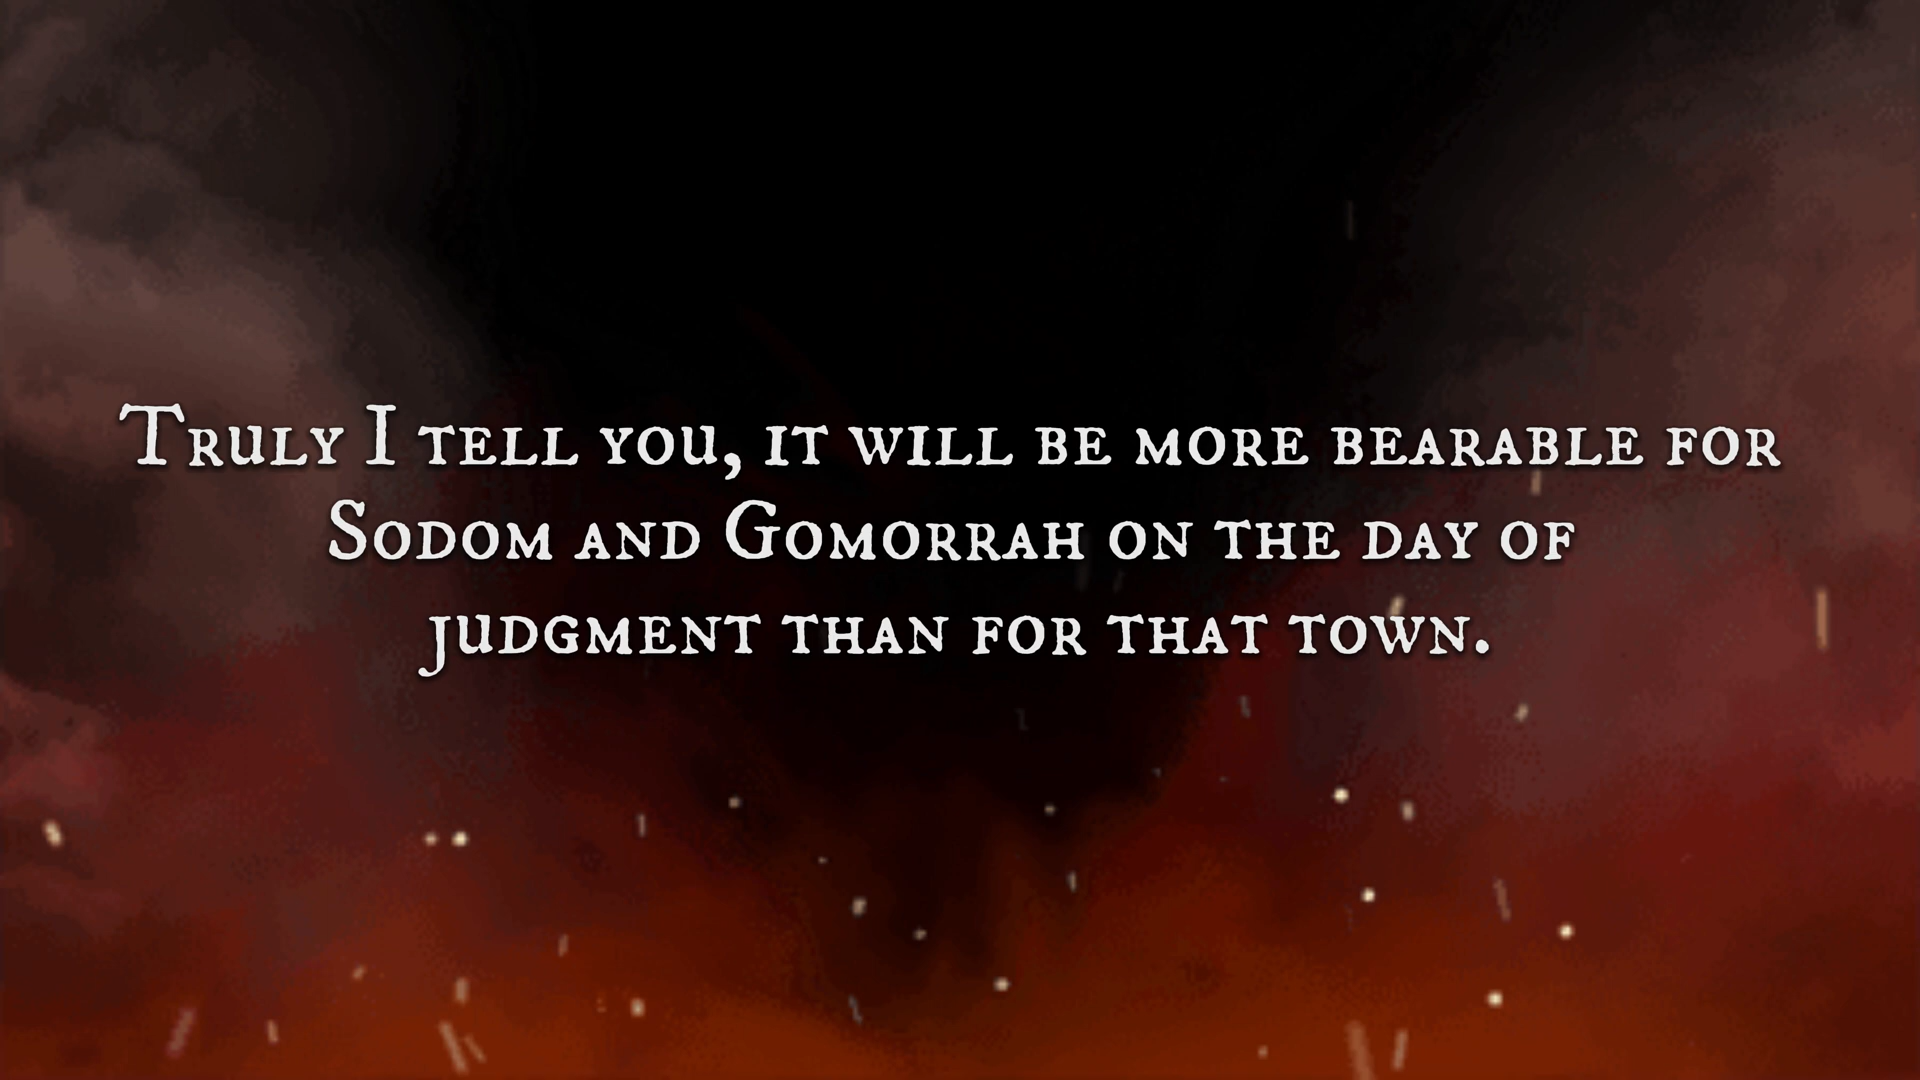 Truly I tell you, it will be more bearable for
Sodom and Gomorrah on the day of
judgment than for that town.